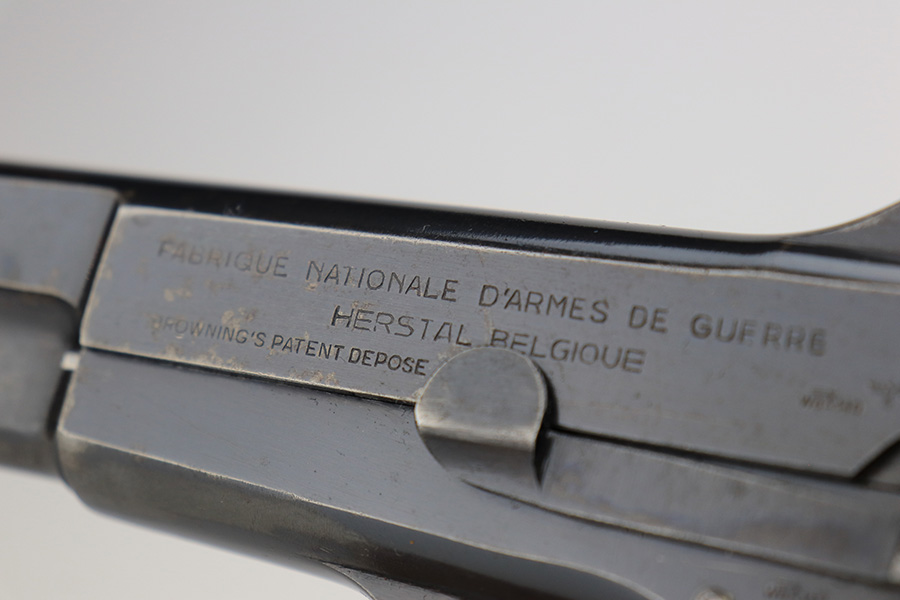 FABRIQUE NATIONALE D'ARMES DE GUERRE
HERSTAL BELGIQUE
BROWNING'S PATENT DEPOSE